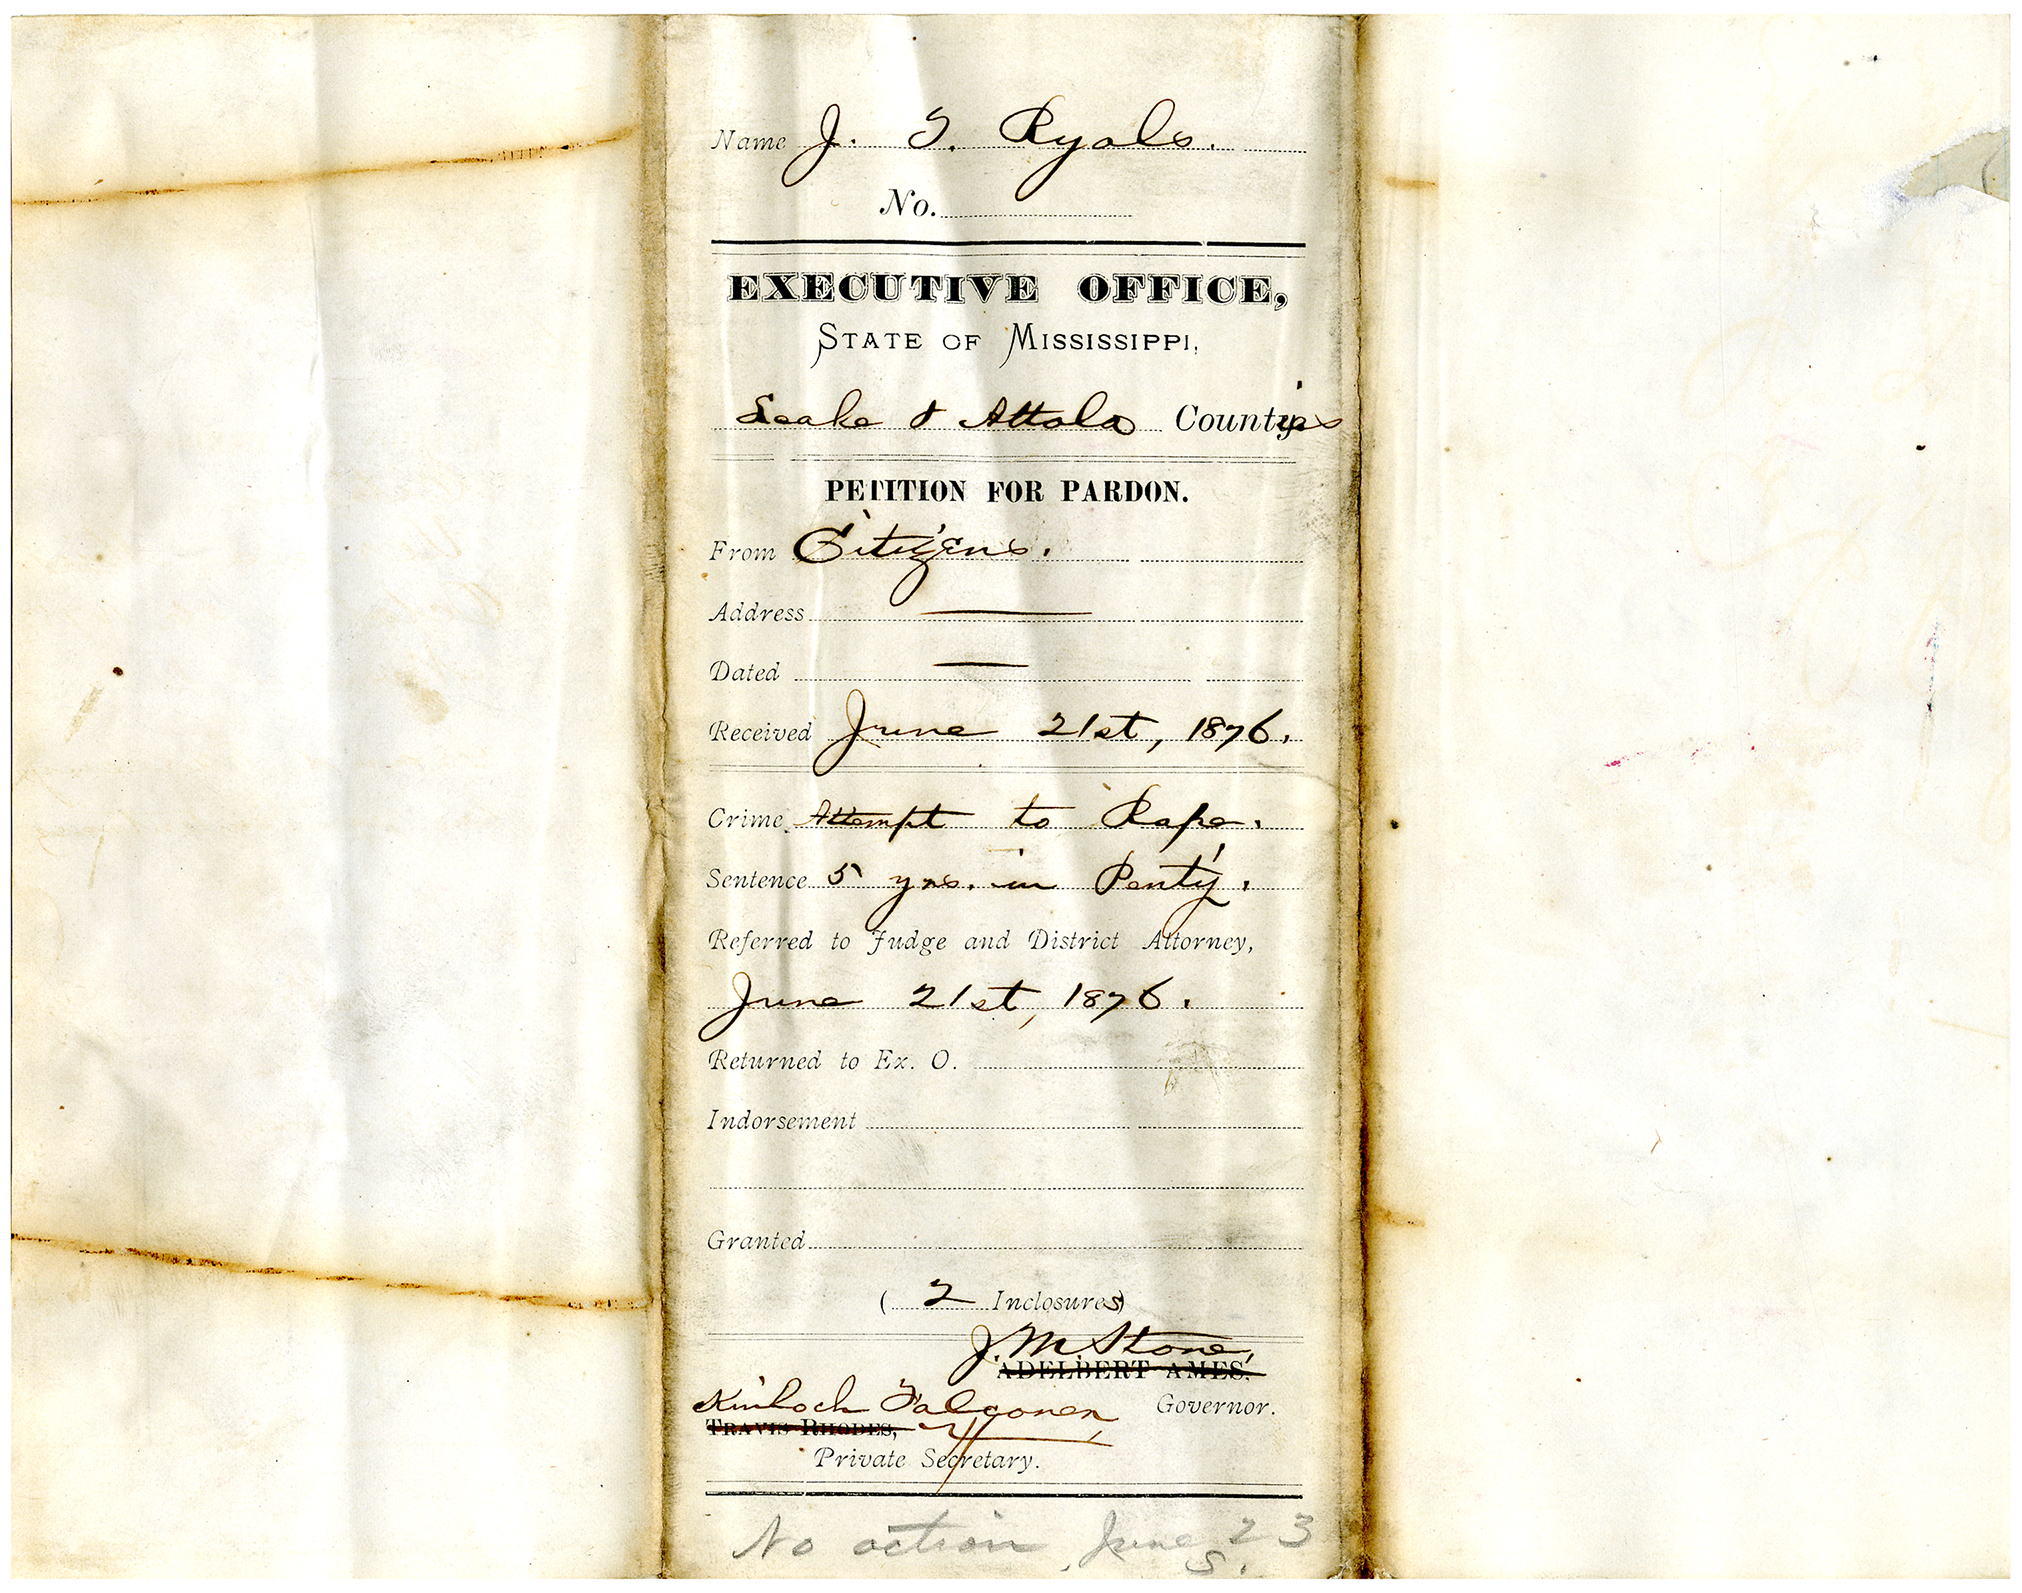 Name J. T. Ryals.
No.
EXECUTIVE OFFICE,
STATE OF MISSISSIPPI,
Leake & Attala Counties
PETITION FOR PARDON.
From Citizens.
Address
Dated
Received June 21st, 1876.
Crime Attempt to Rape.
Sentence 5 yrs. in Penty.
Referred to Judge and District Attorney,
June 21st, 1876.
Returned to Ex. O.
Indorsement
Granted
( 2 Inclosures)
J. M. Stone,
ADELBERT AMES,
Kinloch Falconer, Governor.
TRAVIS RHODES,
Private Secretary.
No action June 23
S.